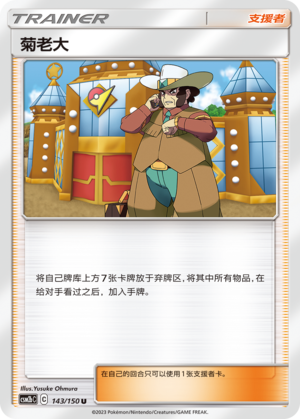 TRAINER
支援者
菊老大
将自己牌库上方7张卡牌放于弃牌区，将其中所有物品，在
给对手看过之后，加入手牌。
在自己的回合只可以使用1张支援者卡。
Illus.Yusuke Ohmura
C 143/150 U
©2023 Pokémon/Nintendo/Creatures/GAME FREAK.